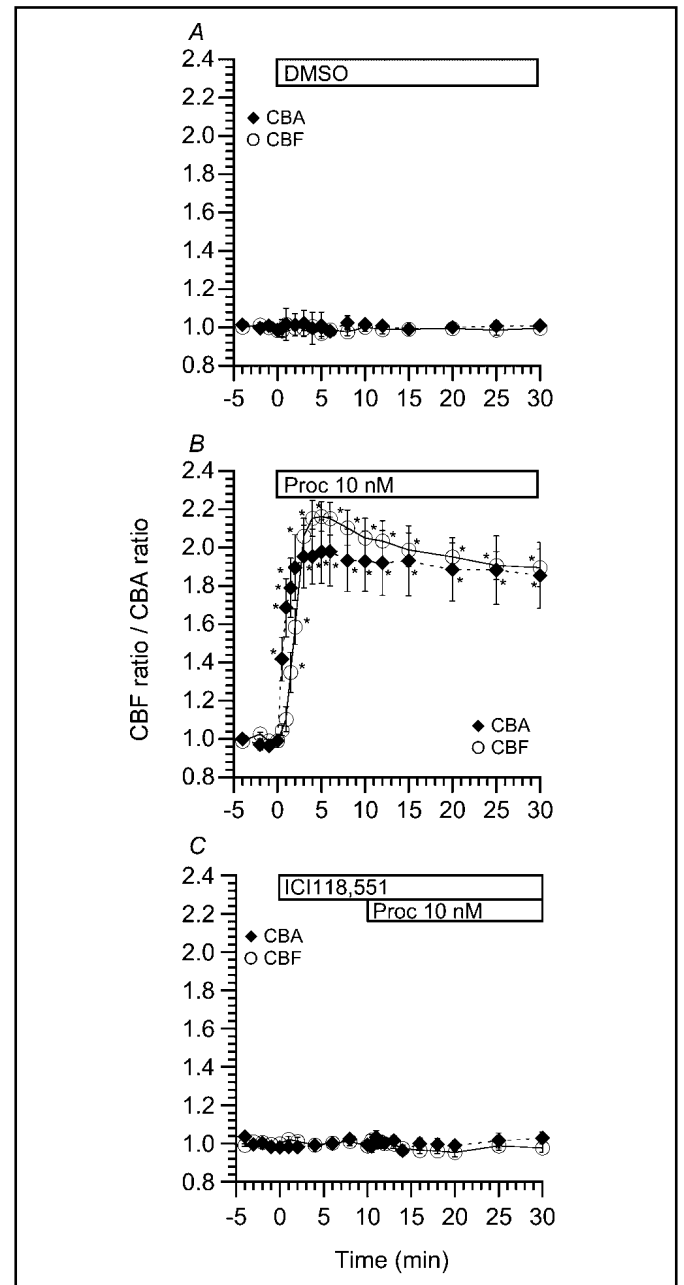 A
2.4
2.2
2.0
1.8
1.6
1.4
1.2
1.0
0.8
DMSO
CBA
CBF
-5 0 5 10 15 20 25 30
B
2.4
2.2
2.0
1.8
1.6
1.4
1.2
1.0
0.8
Proc 10 nM
CBA
CBF
-5 0 5 10 15 20 25 30
CBF ratio / CBA ratio
C
2.4
2.2
2.0
1.8
1.6
1.4
1.2
1.0
0.8
ICI118,551
Proc 10 nM
CBA
CBF
-5 0 5 10 15 20 25 30
Time (min)